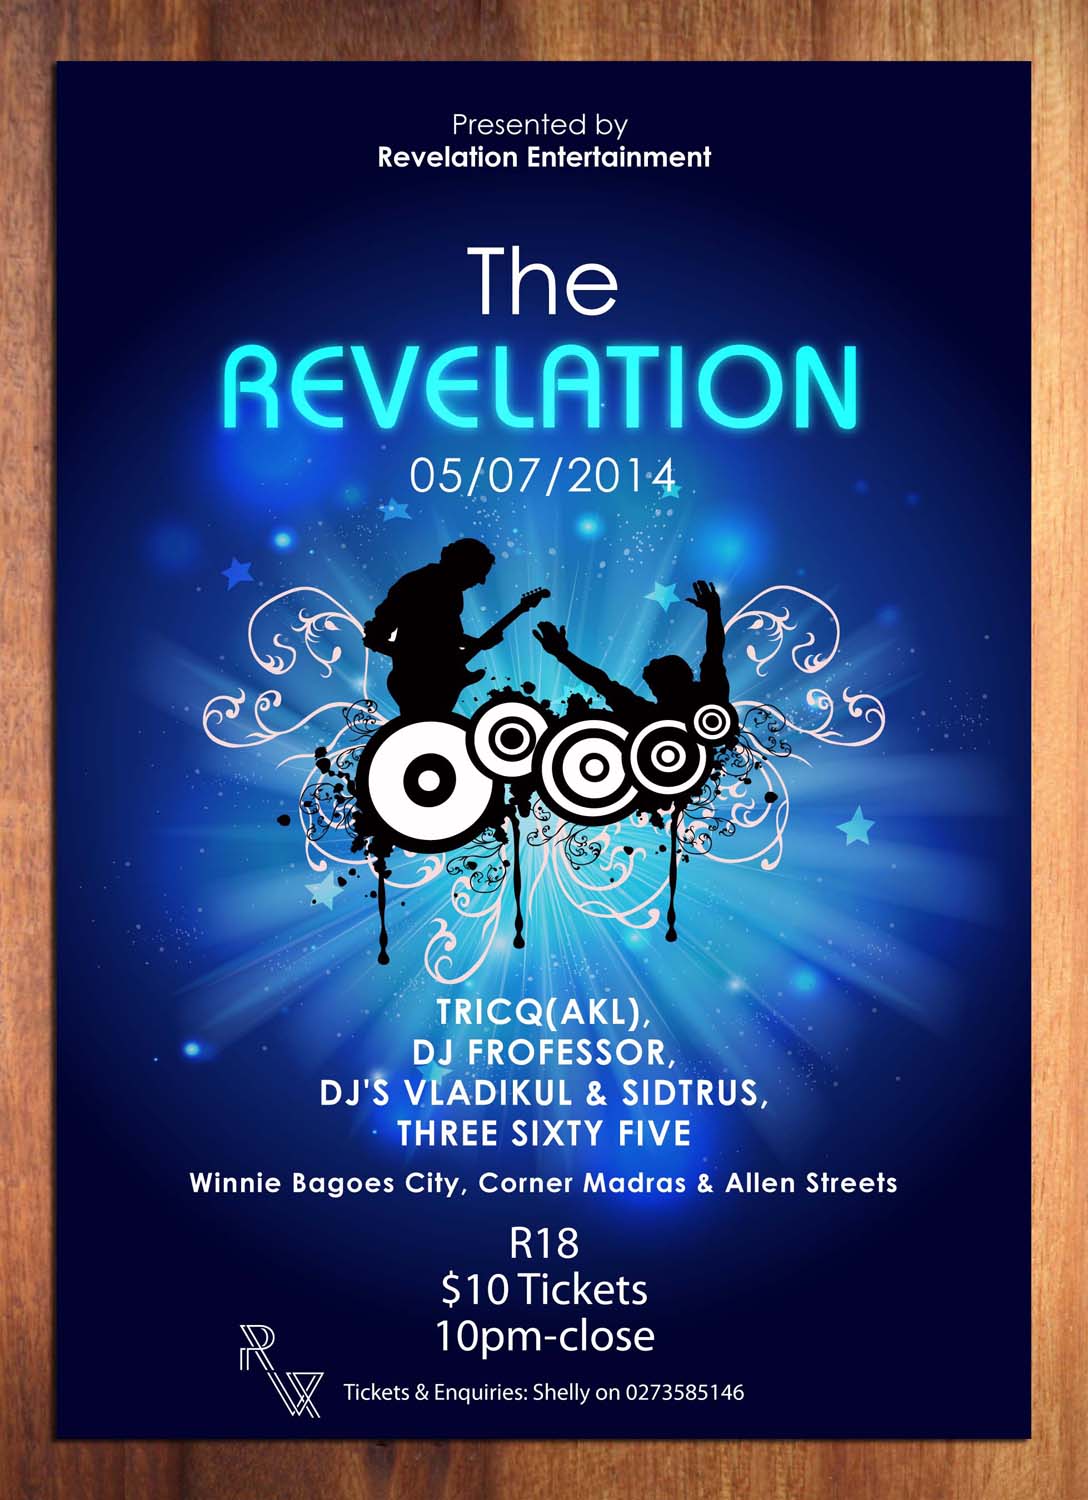 Presented by
Revelation Entertainment
The
REVELATION
05/07/2014
TRICQ(AKL),
DJ FROFESSOR,
DJ'S VLADIKUL & SIDTRUS,
THREE SIXTY FIVE
Winnie Bagoes City, Corner Madras & Allen Streets
R18
$10 Tickets
10pm-close
RW
Tickets & Enquiries: Shelly on 0273585146